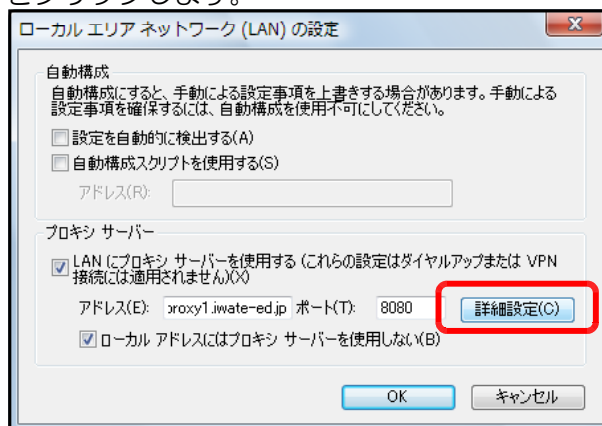 をクリックします。
ローカル エリア ネットワーク (LAN) の設定
自動構成
自動構成にすると、手動による設定事項を上書きする場合があります。手動による
設定事項を確保するには、自動構成を使用不可にしてください。
設定を自動的に検出する(A)
自動構成スクリプトを使用する(S)
アドレス(R):
プロキシ サーバー
LAN にプロキシ サーバーを使用する (これらの設定はダイヤルアップまたは VPN
接続には適用されません)(X)
アドレス(E): proxy1.iwate-ed.jp ポート(T): 8080 詳細設定(C)
ローカル アドレスにはプロキシ サーバーを使用しない(B)
OK キャンセル